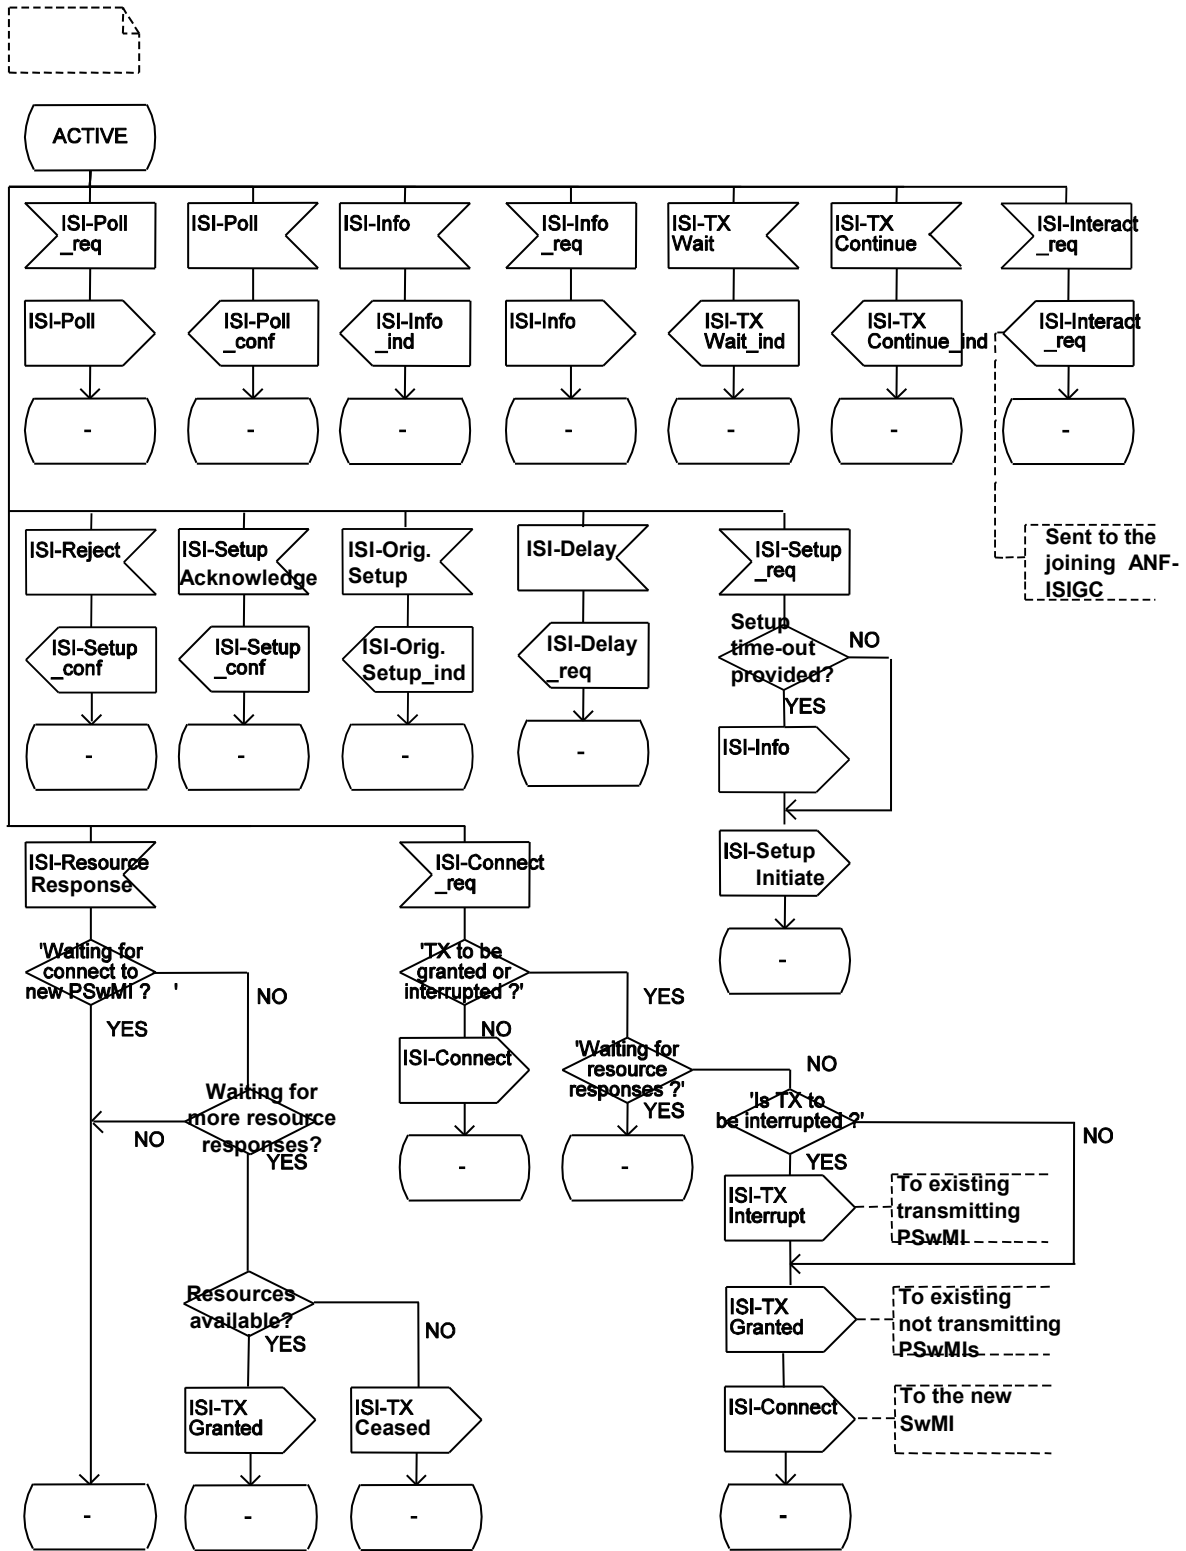 ACTIVE
ISI-Poll
_req
ISI-Poll
ISI-Info
ISI-Info
_req
ISI-TX
Wait
ISI-TX
Continue
ISI-Interact
_req
ISI-Poll
ISI-Poll
_conf
ISI-Info
_ind
ISI-Info
ISI-TX
Wait_ind
ISI-TX
Continue_ind
ISI-Interact
_req
-
-
-
-
-
-
-
Sent to the
joining ANF-
ISIGC
ISI-Reject
ISI-Setup
Acknowledge
ISI-Orig.
Setup
ISI-Delay
ISI-Setup
_req
ISI-Setup
_conf
ISI-Setup
_conf
ISI-Orig.
Setup_ind
ISI-Delay
_req
Setup
time-out
provided?
NO
YES
-
-
-
-
ISI-Info
ISI-Setup
Initiate
-
ISI-Resource
Response
ISI-Connect
_req
'Waiting for
connect to
new PSwMI ? '
NO
YES
'TX to be
granted or
interrupted ?'
YES
NO
ISI-Connect
-
'Waiting for
resource
responses ?'
NO
YES
-
Waiting for
more resource
responses?
NO
YES
'Is TX to
be interrupted ?'
NO
YES
ISI-TX
Interrupt
To existing
transmitting
PSwMI
Resources
available?
NO
YES
ISI-TX
Granted
To existing
not transmitting
PSwMIs
ISI-TX
Granted
ISI-TX
Ceased
ISI-Connect
To the new
SwMI
-
-
-
-